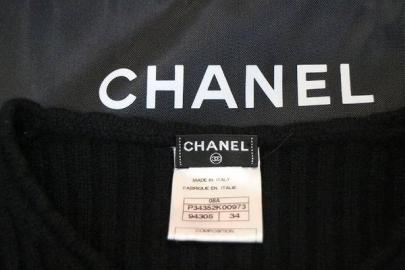 CHANEL
CHANEL
MADE IN ITALY
FABRIQUE EN ITALIE
08A
P34352K00973
94305 34
COMPOSITION